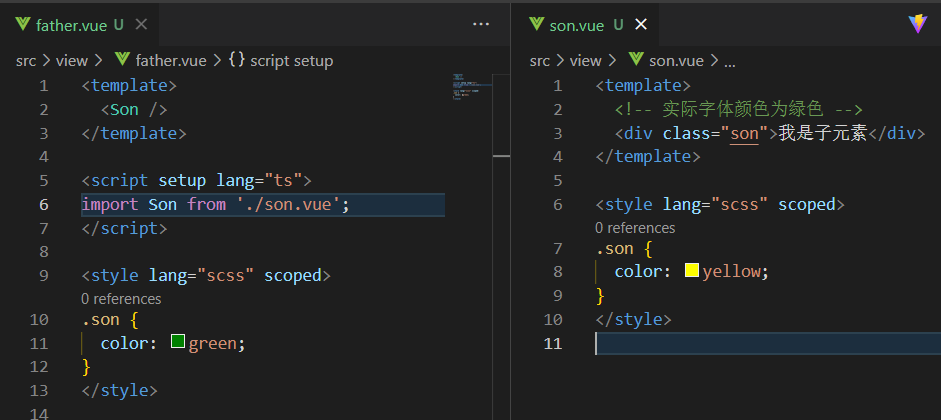 father.vue U
src > view > father.vue > {} script setup
1 <template>
2 <Son />
3 </template>
4
5 <script setup lang="ts">
6 import Son from './son.vue';
7 </script>
8
9 <style lang="scss" scoped>
0 references
10 .son {
11 color: green;
12 }
13 </style>
14
son.vue U
src > view > son.vue > ...
1 <template>
2 <!-- 实际字体颜色为绿色 -->
3 <div class="son">我是子元素</div>
4 </template>
5
6 <style lang="scss" scoped>
0 references
7 .son {
8 color: yellow;
9 }
10 </style>
11